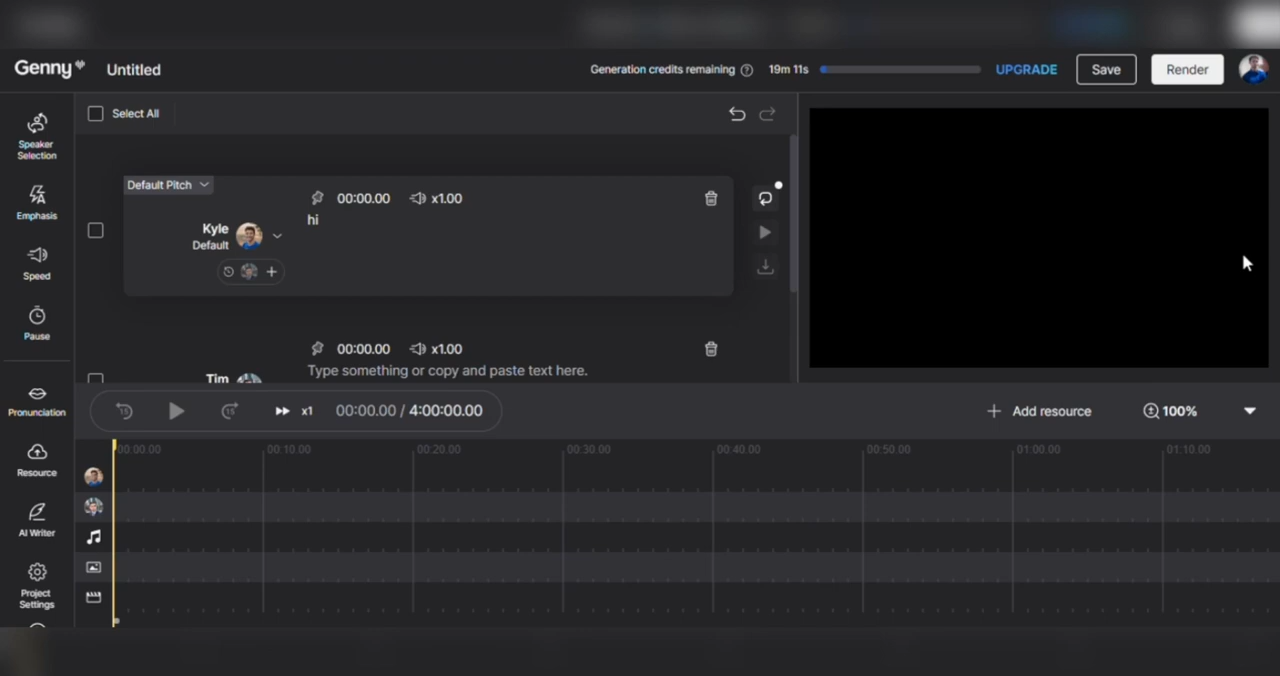 Genny
Untitled
Generation credits remaining ?
19m 11s
UPGRADE
Save
Render
Speaker
Selection
Emphasis
Speed
Pause
Pronunciation
Resource
AI Writer
Project
Settings
Select All
Default Pitch
00:00.00
x1.00
hi
Kyle
Default
00:00.00
x1.00
Type something or copy and paste text here.
Tim
15
15
x1
00:00.00 / 4:00:00.00
Add resource
100%
00:00.00
00:10.00
00:20.00
00:30.00
00:40.00
00:50.00
01:00.00
01:10.00